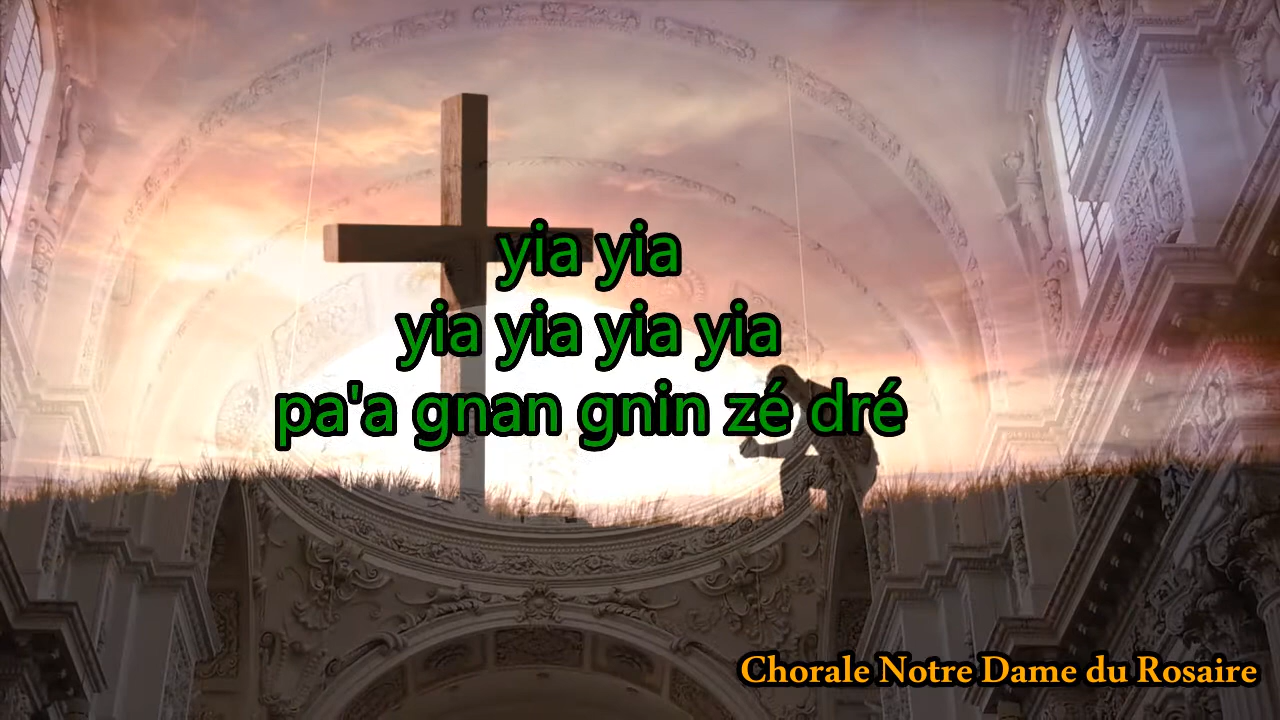 yia yia
yia yia yia yia
pa'a gnan gnin zé dré
Chorale Notre Dame du Rosaire